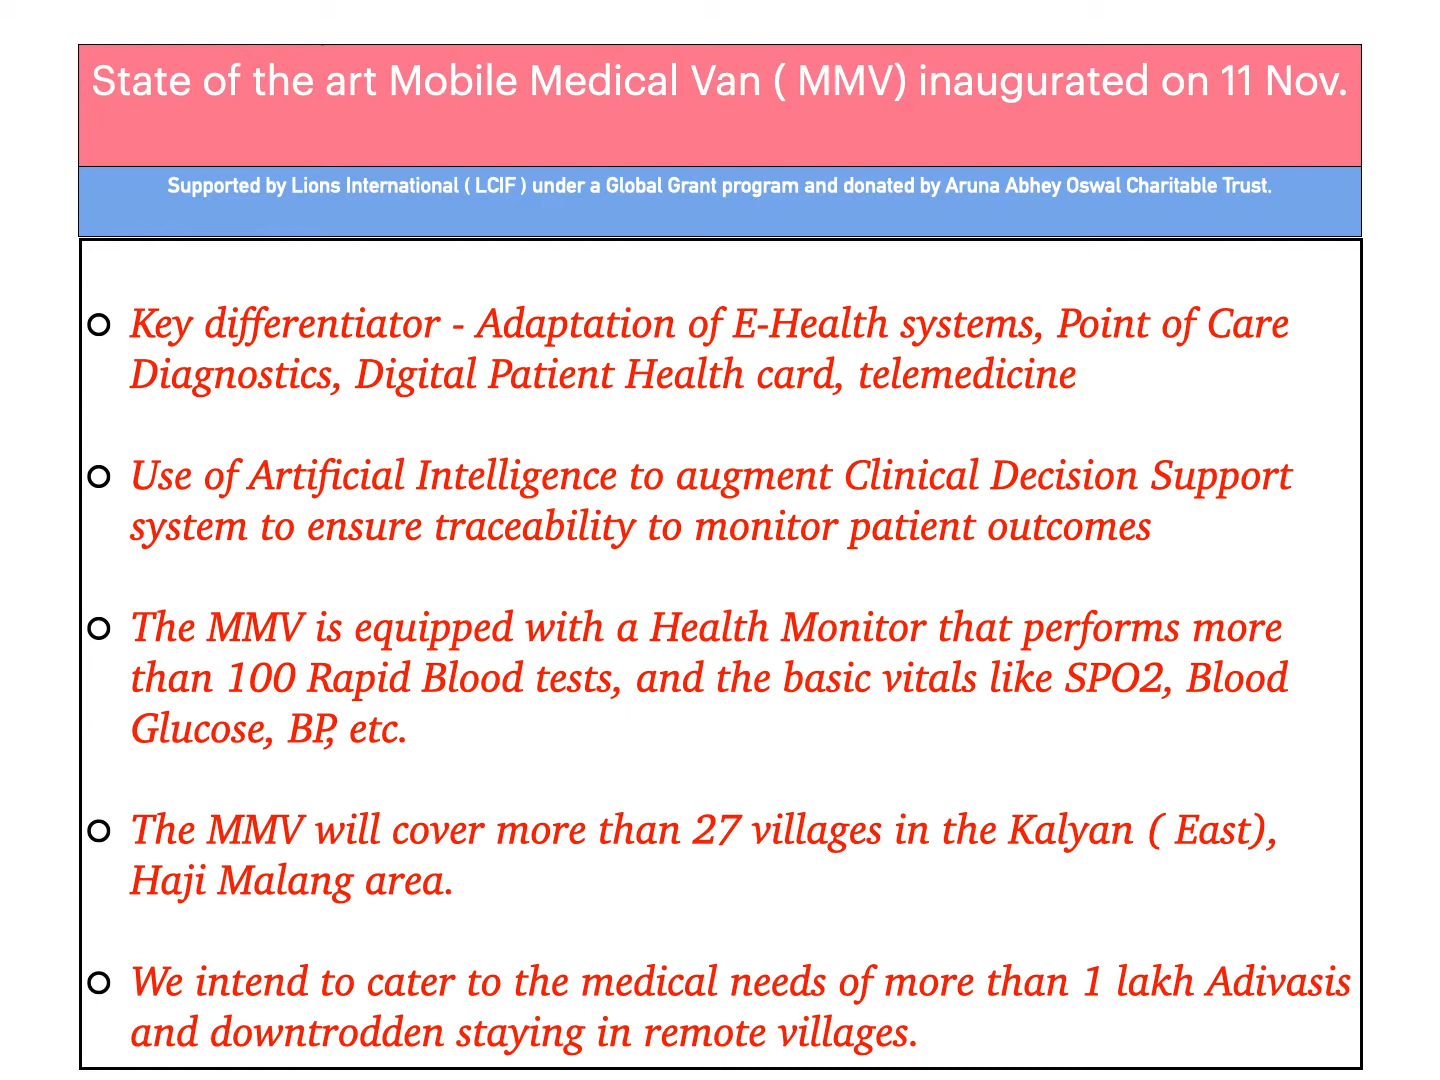 State of the art Mobile Medical Van ( MMV) inaugurated on 11 Nov.
Supported by Lions International ( LCIF ) under a Global Grant program and donated by Aruna Abhey Oswal Charitable Trust.
Key differentiator - Adaptation of E-Health systems, Point of Care
Diagnostics, Digital Patient Health card, telemedicine
Use of Artificial Intelligence to augment Clinical Decision Support
system to ensure traceability to monitor patient outcomes
The MMV is equipped with a Health Monitor that performs more
than 100 Rapid Blood tests, and the basic vitals like SPO2, Blood
Glucose, BP, etc.
The MMV will cover more than 27 villages in the Kalyan ( East),
Haji Malang area.
We intend to cater to the medical needs of more than 1 lakh Adivasis
and downtrodden staying in remote villages.